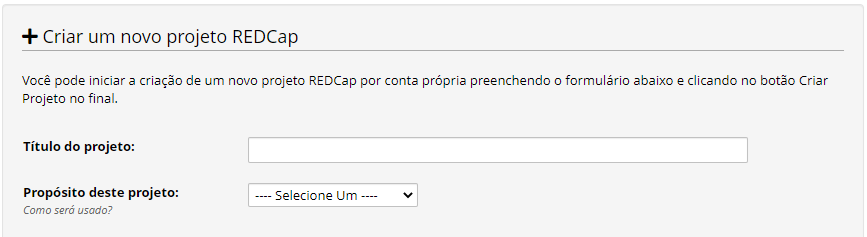 Criar um novo projeto REDCap
Você pode iniciar a criação de um novo projeto REDCap por conta própria preenchendo o formulário abaixo e clicando no botão Criar
Projeto no final.
Título do projeto:
Propósito deste projeto:
---- Selecione Um ----
Como será usado?